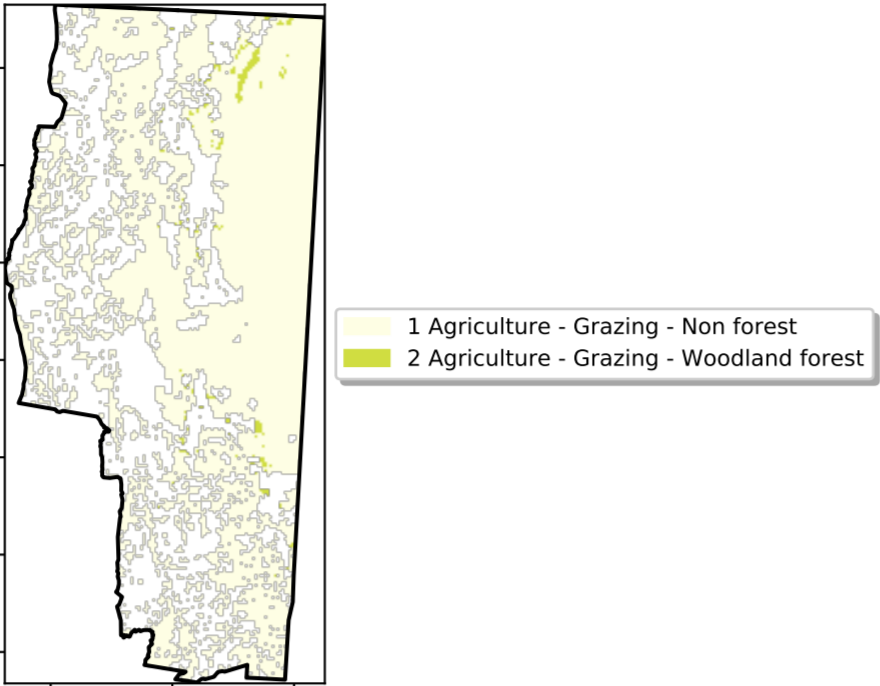 1 Agriculture - Grazing - Non forest
2 Agriculture - Grazing - Woodland forest